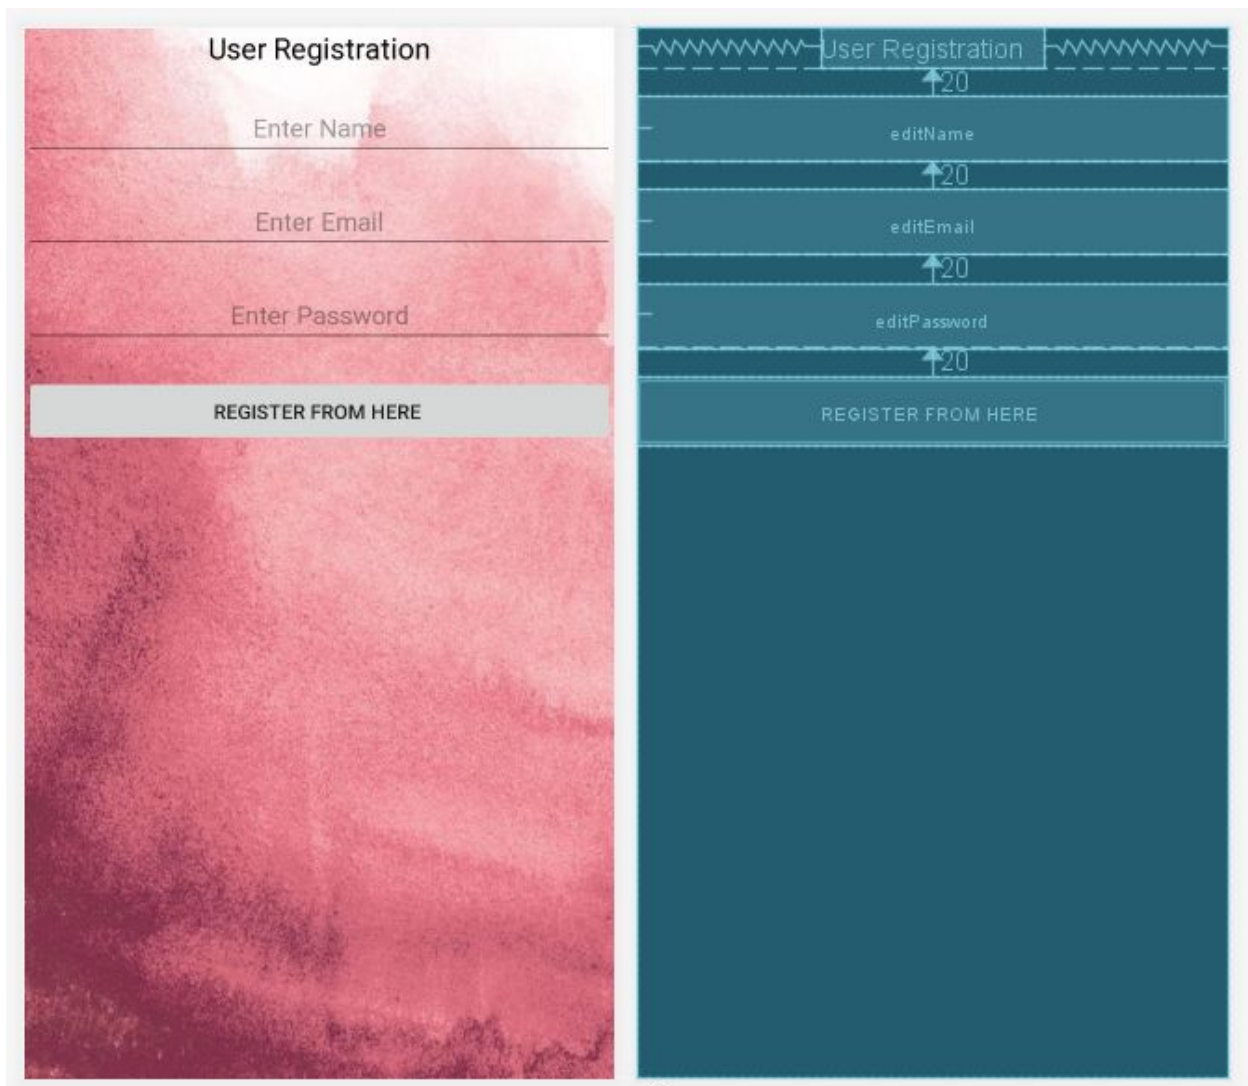 User Registration
Enter Name
Enter Email
Enter Password
REGISTER FROM HERE
User Registration
20
editName
20
editEmail
20
editPassword
20
REGISTER FROM HERE